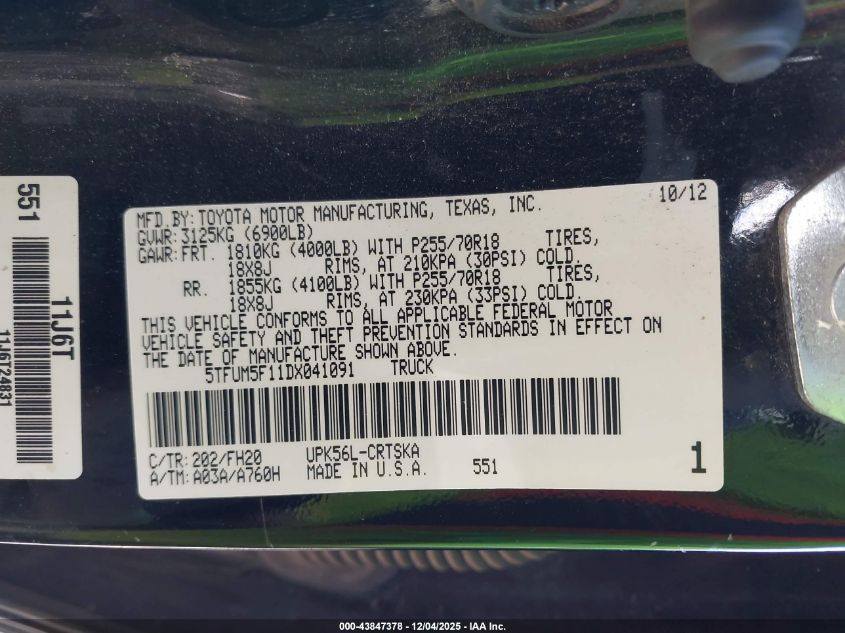 551
11J6T
11J6T24831
MFD.BY:TOYOTA MOTOR MANUFACTURING, TEXAS, INC. 10/12
GVWR:3125KG (6900LB)
GAWR:FRT. 1810KG (4000LB) WITH P255/70R18 TIRES,
18X8J RIMS, AT 210KPA (30PSI) COLD.
RR. 1855KG (4100LB) WITH P255/70R18 TIRES,
18X8J RIMS, AT 230KPA (33PSI) COLD.
THIS VEHICLE CONFORMS TO ALL APPLICABLE FEDERAL MOTOR
VEHICLE SAFETY AND THEFT PREVENTION STANDARDS IN EFFECT ON
THE DATE OF MANUFACTURE SHOWN ABOVE.
5TFUM5F11DX041091 TRUCK
C/TR:202/FH20 UPK56L-CRTSKA
A/TM:A03A/A760H MADE IN U.S.A. 551 1
000-43847378 - 12/04/2025 - IAA Inc.